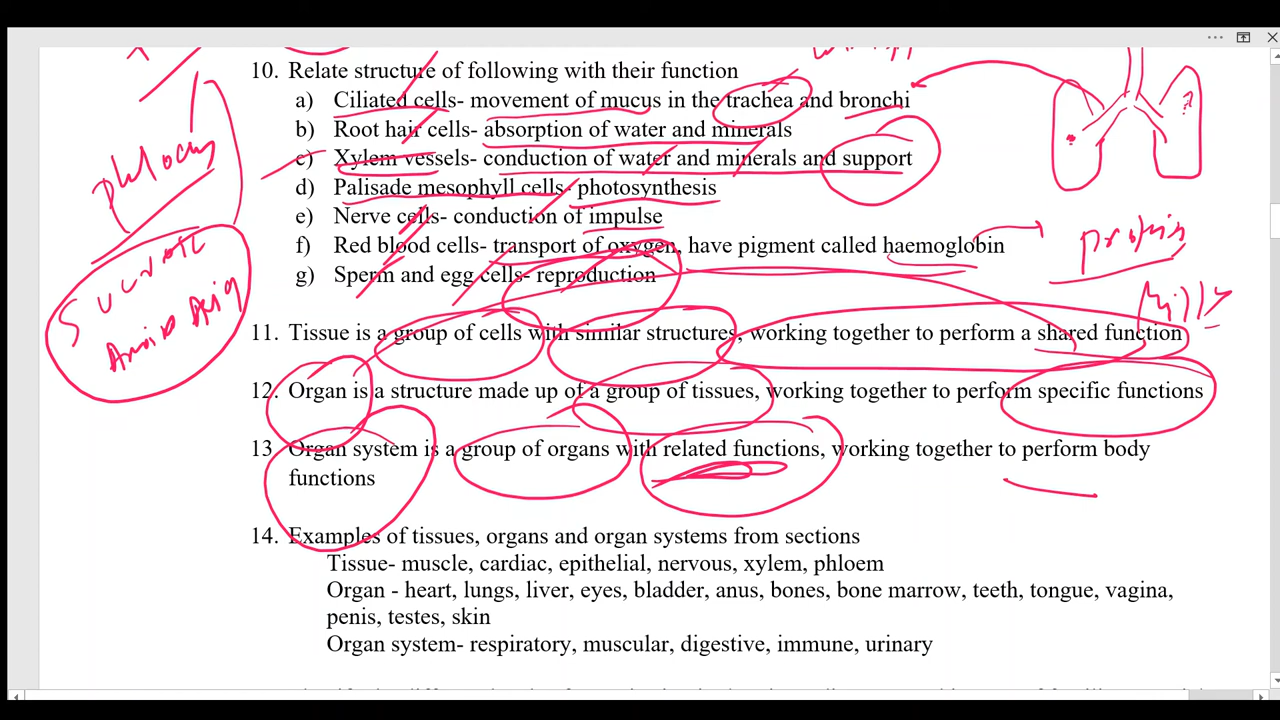 10. Relate structure of following with their function
a) Ciliated cells- movement of mucus in the trachea and bronchi
b) Root hair cells- absorption of water and minerals
c) Xylem vessels- conduction of water and minerals and support
d) Palisade mesophyll cells- photosynthesis
e) Nerve cells- conduction of impulse
f) Red blood cells- transport of oxygen, have pigment called haemoglobin
g) Sperm and egg cells- reproduction
phloem
protein
Sucrose
Amino Acid
11. Tissue is a group of cells with similar structures, working together to perform a shared function
12. Organ is a structure made up of a group of tissues, working together to perform specific functions
13. Organ system is a group of organs with related functions, working together to perform body
functions
14. Examples of tissues, organs and organ systems from sections
Tissue- muscle, cardiac, epithelial, nervous, xylem, phloem
Organ - heart, lungs, liver, eyes, bladder, anus, bones, bone marrow, teeth, tongue, vagina,
penis, testes, skin
Organ system- respiratory, muscular, digestive, immune, urinary